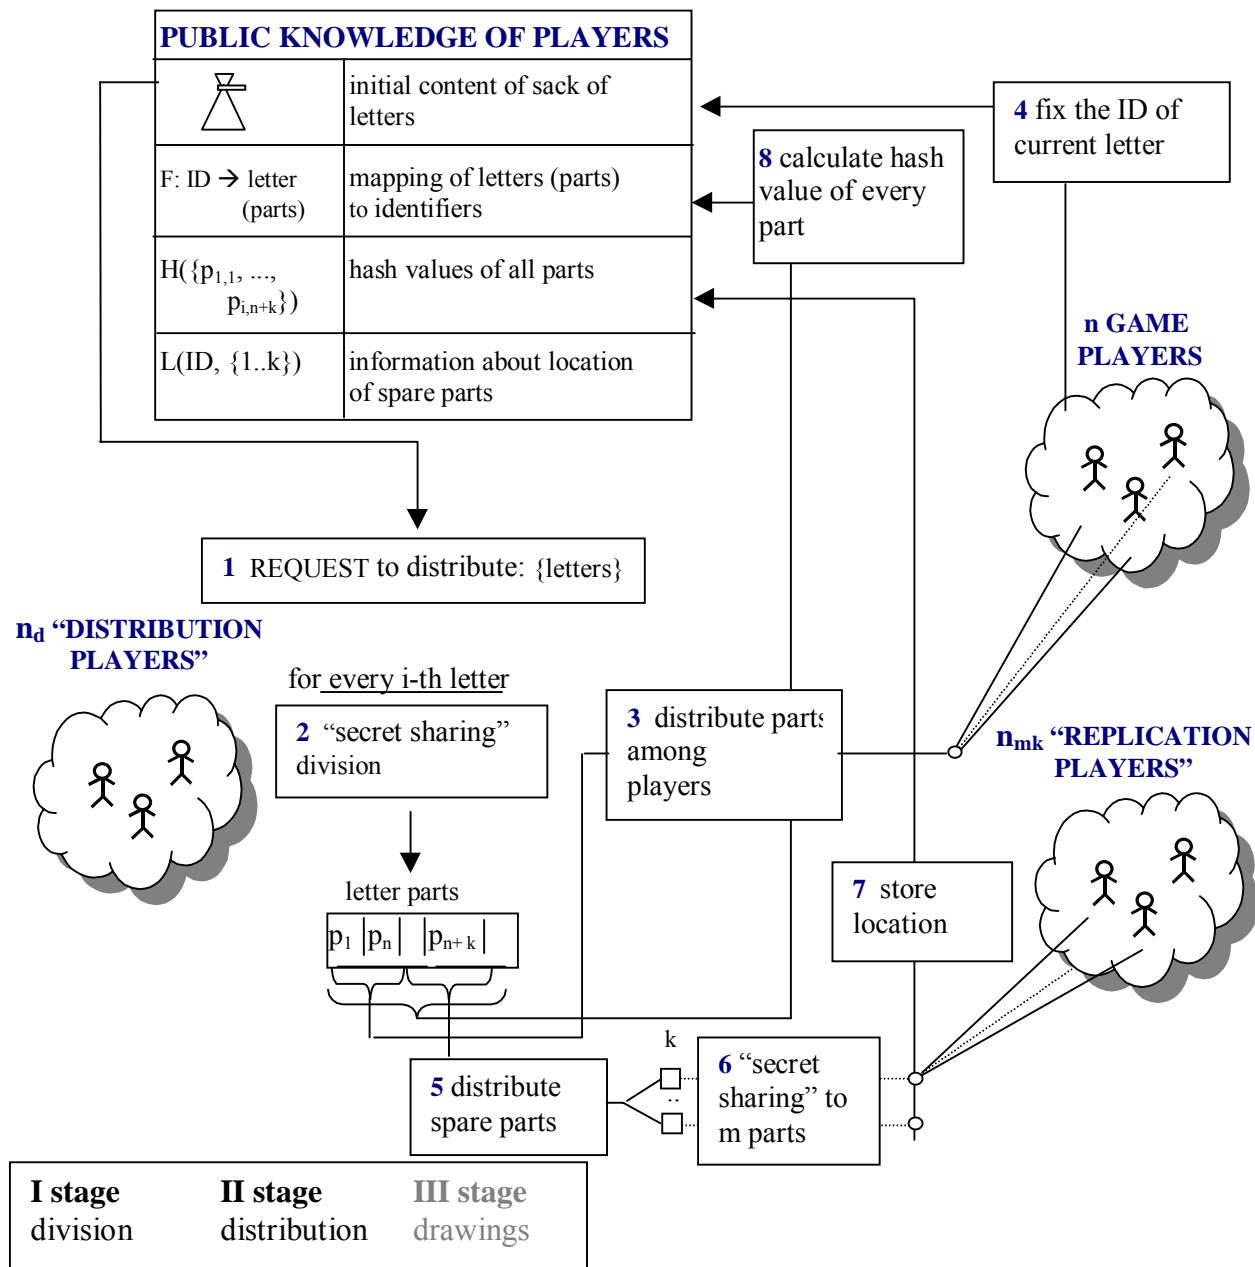 PUBLIC KNOWLEDGE OF PLAYERS
initial content of sack of
letters
F: ID → letter
(parts)
mapping of letters (parts)
to identifiers
H({p1,1, ...,
pi,n+k})
hash values of all parts
L(ID, {1..k})
information about location
of spare parts
4 fix the ID of
current letter
8 calculate hash
value of every
part
n GAME
PLAYERS
1 REQUEST to distribute: {letters}
nd “DISTRIBUTION
PLAYERS”
for every i-th letter
2 “secret sharing”
division
3 distribute parts
among
players
nmk “REPLICATION
PLAYERS”
letter parts
p1 |pn| |pn+k|
7 store
location
k
..
5 distribute
spare parts
6 “secret
sharing” to
m parts
I stage II stage III stage
division distribution drawings